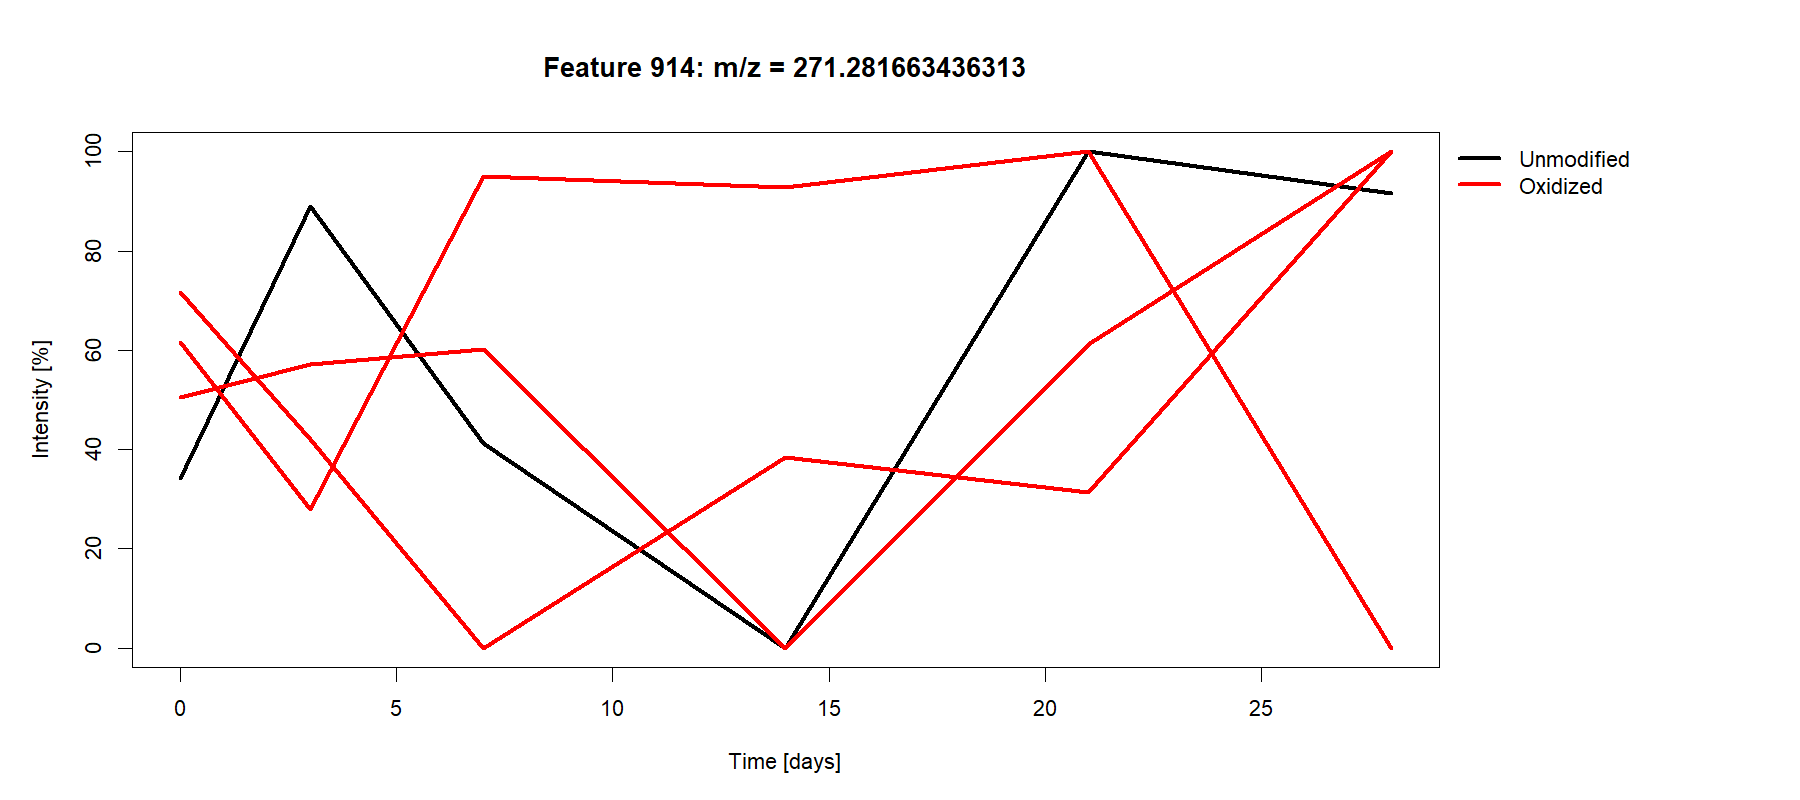 Feature 914: m/z = 271.281663436313
Unmodified
Oxidized
Intensity [%]
100
80
60
40
20
0
0 5 10 15 20 25
Time [days]